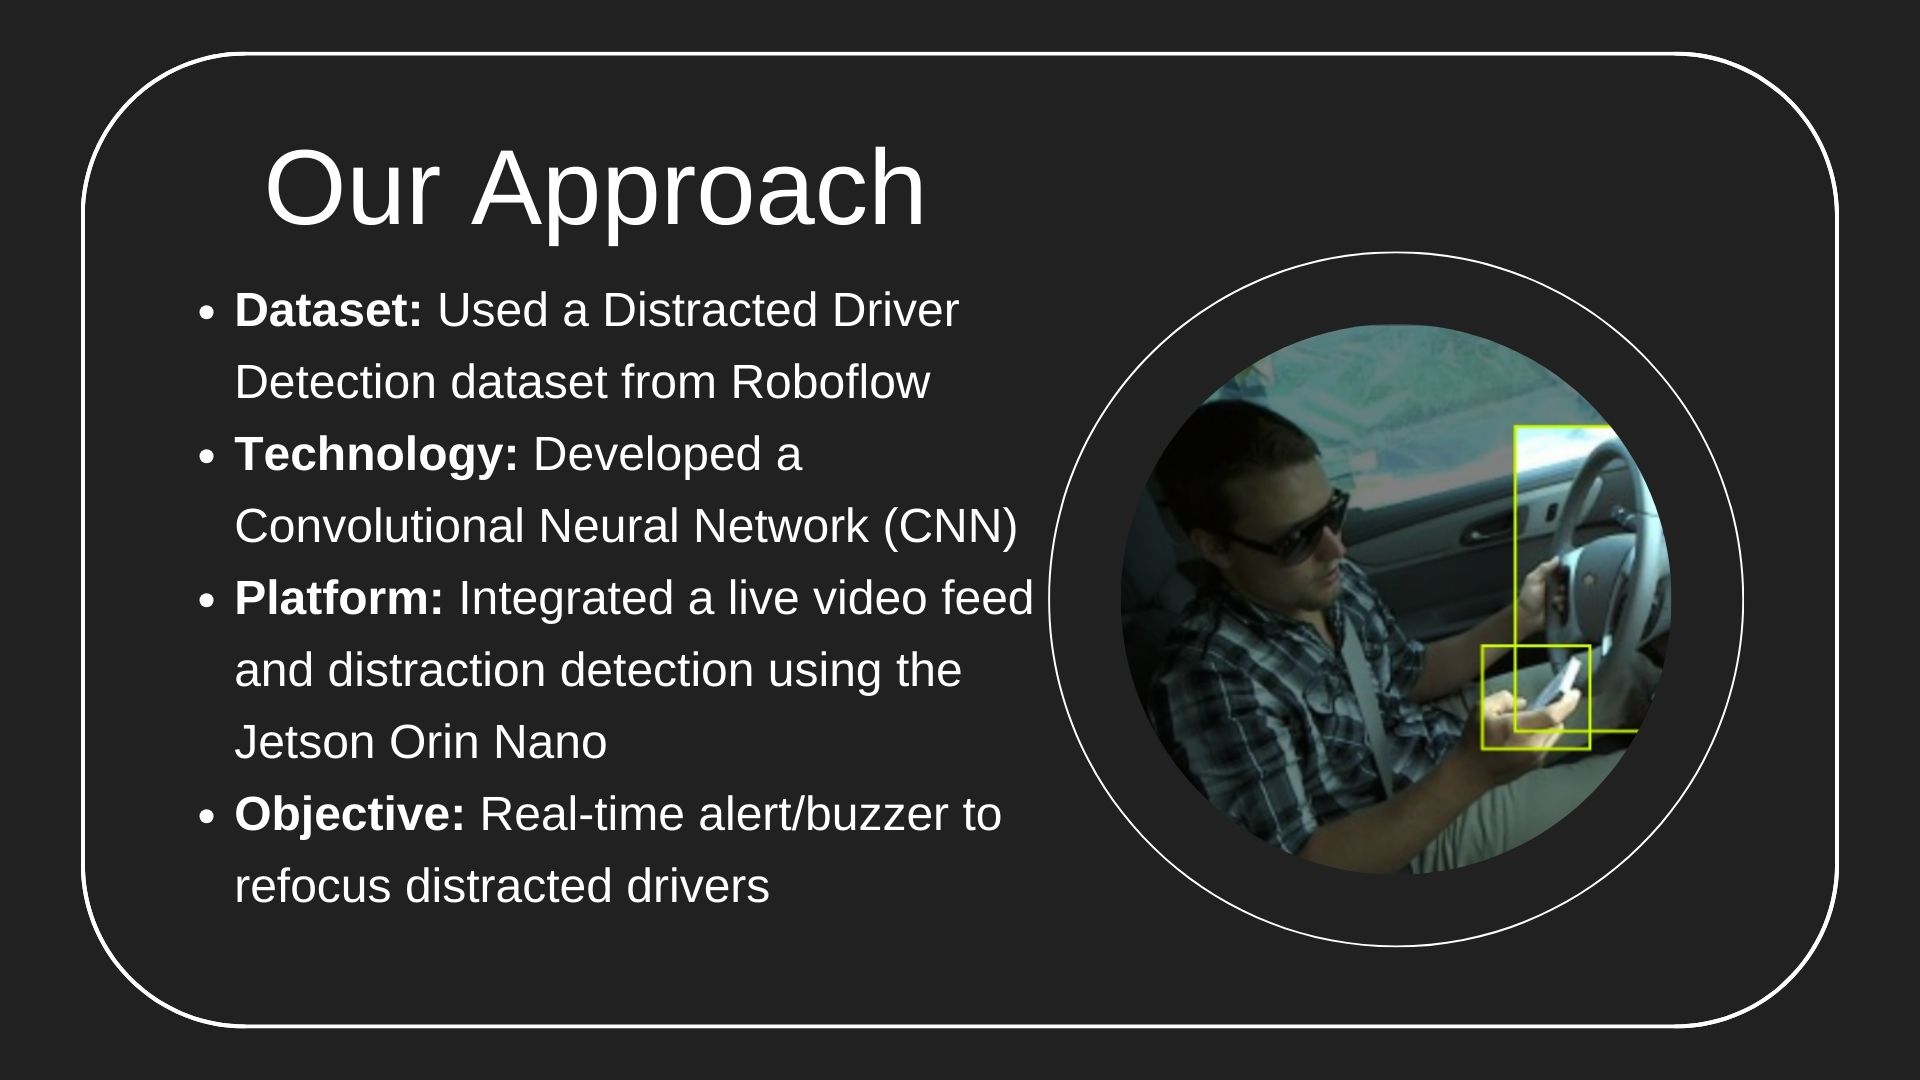 Our Approach
• Dataset: Used a Distracted Driver
Detection dataset from Roboflow
• Technology: Developed a
Convolutional Neural Network (CNN)
• Platform: Integrated a live video feed
and distraction detection using the
Jetson Orin Nano
• Objective: Real-time alert/buzzer to
refocus distracted drivers